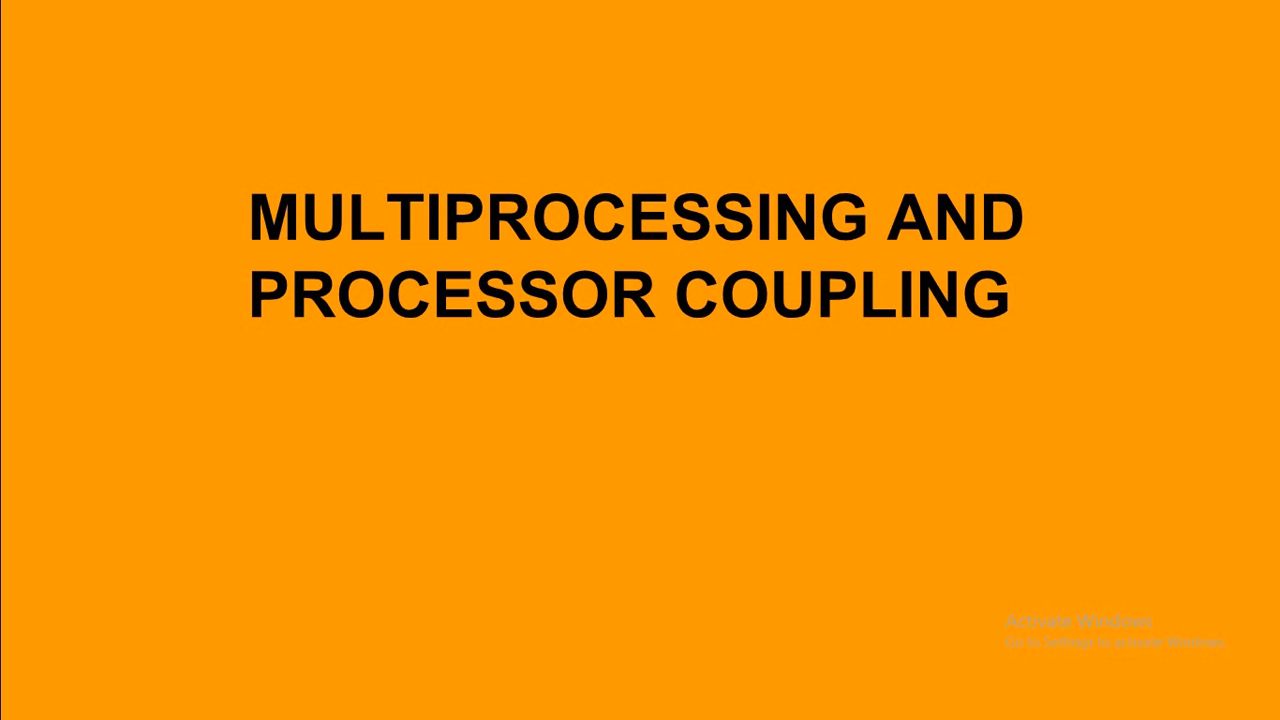 MULTIPROCESSING AND
PROCESSOR COUPLING
Activate Windows
Go to Settings to activate Windows.